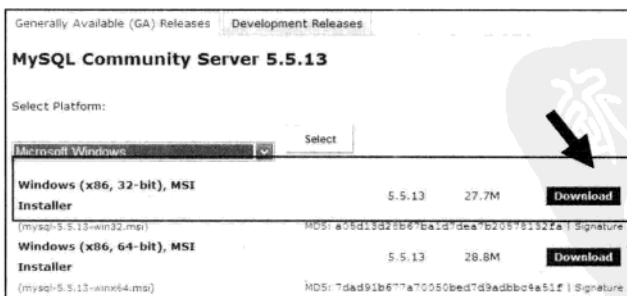 Generally Available (GA) Releases Development Releases
MySQL Community Server 5.5.13
Select Platform:
Microsoft Windows Select
Windows (x86, 32-bit), MSI Installer 5.5.13 27.7M Download
(mysql-5.5.13-win32.msi) MD5: | Signature
Windows (x86, 64-bit), MSI Installer 5.5.13 28.8M Download
(mysql-5.5.13-winx64.msi) MD5: | Signature